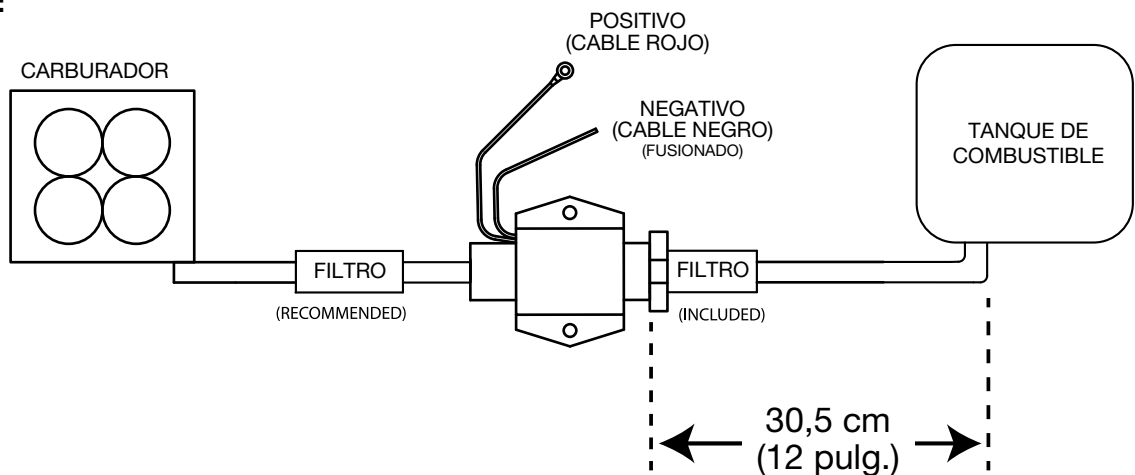 CARBURADOR
POSITIVO
(CABLE ROJO)
NEGATIVO
(CABLE NEGRO)
(FUSIONADO)
TANQUE DE
COMBUSTIBLE
FILTRO
(RECOMMENDED)
FILTRO
(INCLUDED)
30,5 cm
(12 pulg.)